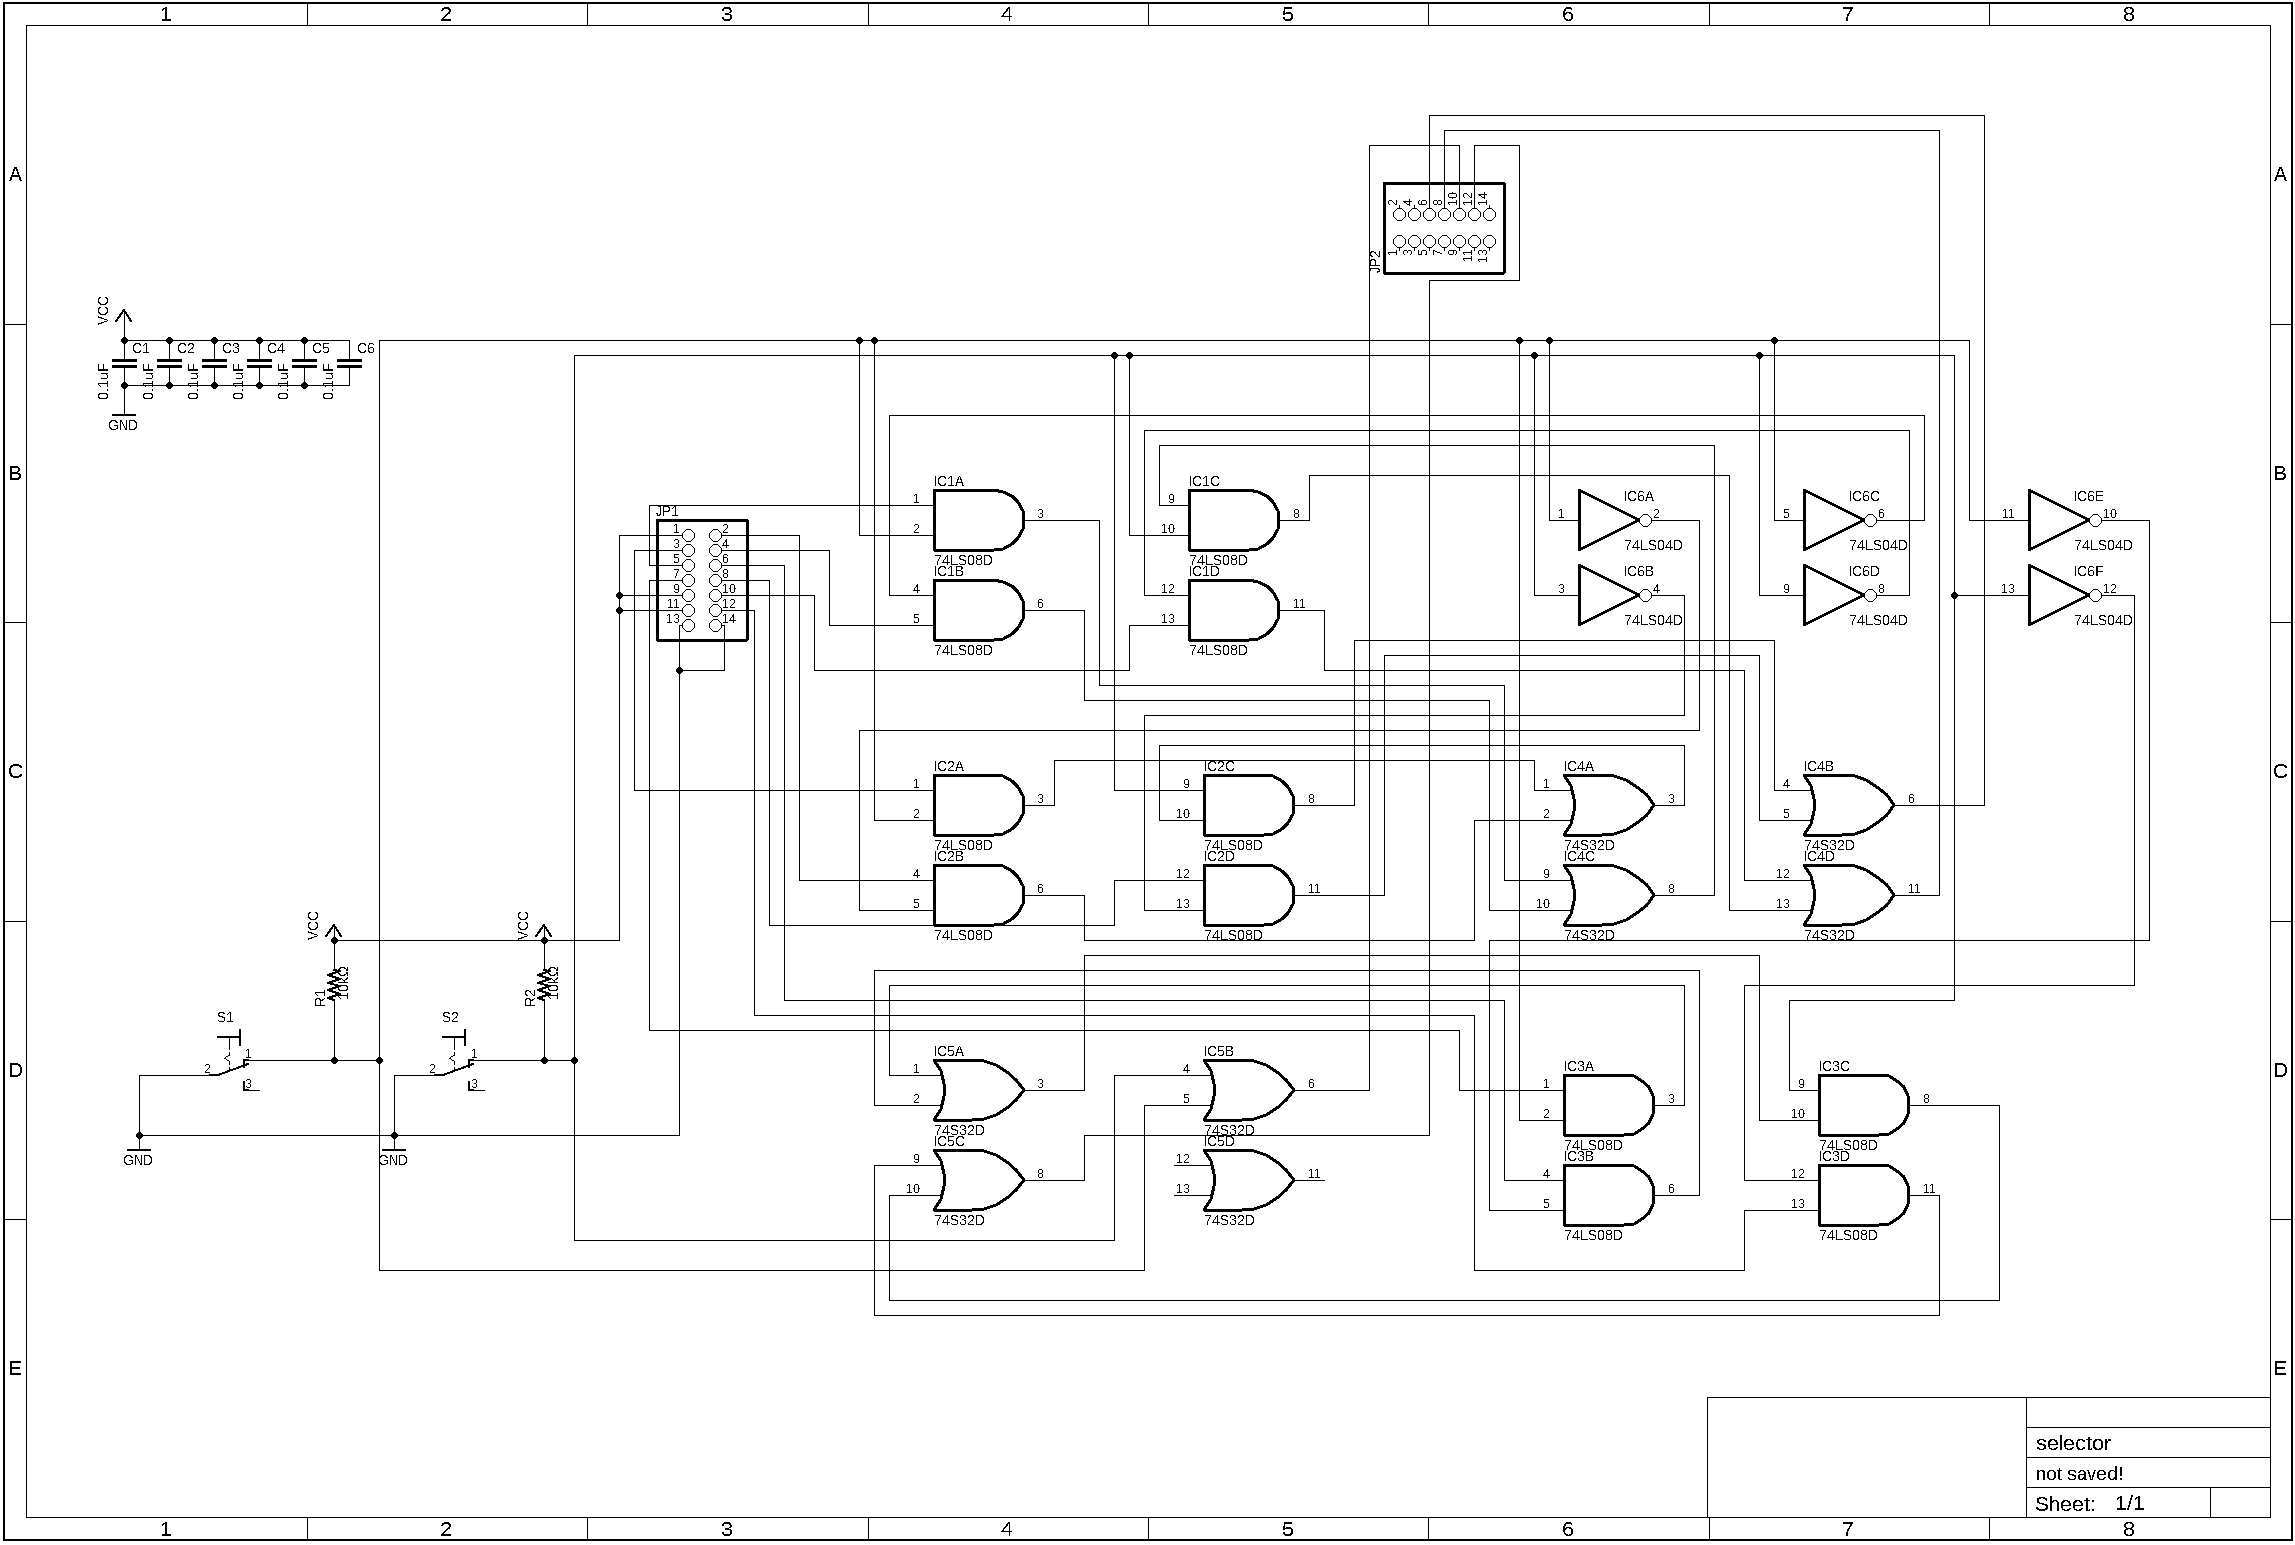 1 2 3 4 5 6 7 8
A A
JP2
2 4 6 8 10 12 14
1 3 5 7 9 11 13
VCC
C1 C2 C3 C4 C5 C6
0.1uF 0.1uF 0.1uF 0.1uF 0.1uF 0.1uF
GND
B B
IC1A
1 2 3
74LS08D
IC1C
9 10 8
74LS08D
IC6A
1 2
74LS04D
IC6C
5 6
74LS04D
IC6E
11 10
74LS04D
JP1
1 2
3 4
5 6
7 8
9 10
11 12
13 14
IC1B
4 5 6
74LS08D
IC1D
12 13 11
74LS08D
IC6B
3 4
74LS04D
IC6D
9 8
74LS04D
IC6F
13 12
74LS04D
C C
IC2A
1 2 3
74LS08D
IC2C
9 10 8
74LS08D
IC4A
1 2 3
74S32D
IC4B
4 5 6
74S32D
IC2B
4 5 6
74LS08D
IC2D
12 13 11
74LS08D
IC4C
9 10 8
74S32D
IC4D
12 13 11
74S32D
VCC
R1
10kΩ
VCC
R2
10kΩ
S1
2 1 3
S2
2 1 3
GND
GND
D D
IC5A
1 2 3
74S32D
IC5B
4 5 6
74S32D
IC3A
1 2 3
74LS08D
IC3C
9 10 8
74LS08D
IC5C
9 10 8
74S32D
IC5D
12 13 11
74S32D
IC3B
4 5 6
74LS08D
IC3D
12 13 11
74LS08D
E E
selector
not saved!
Sheet: 1/1
1 2 3 4 5 6 7 8